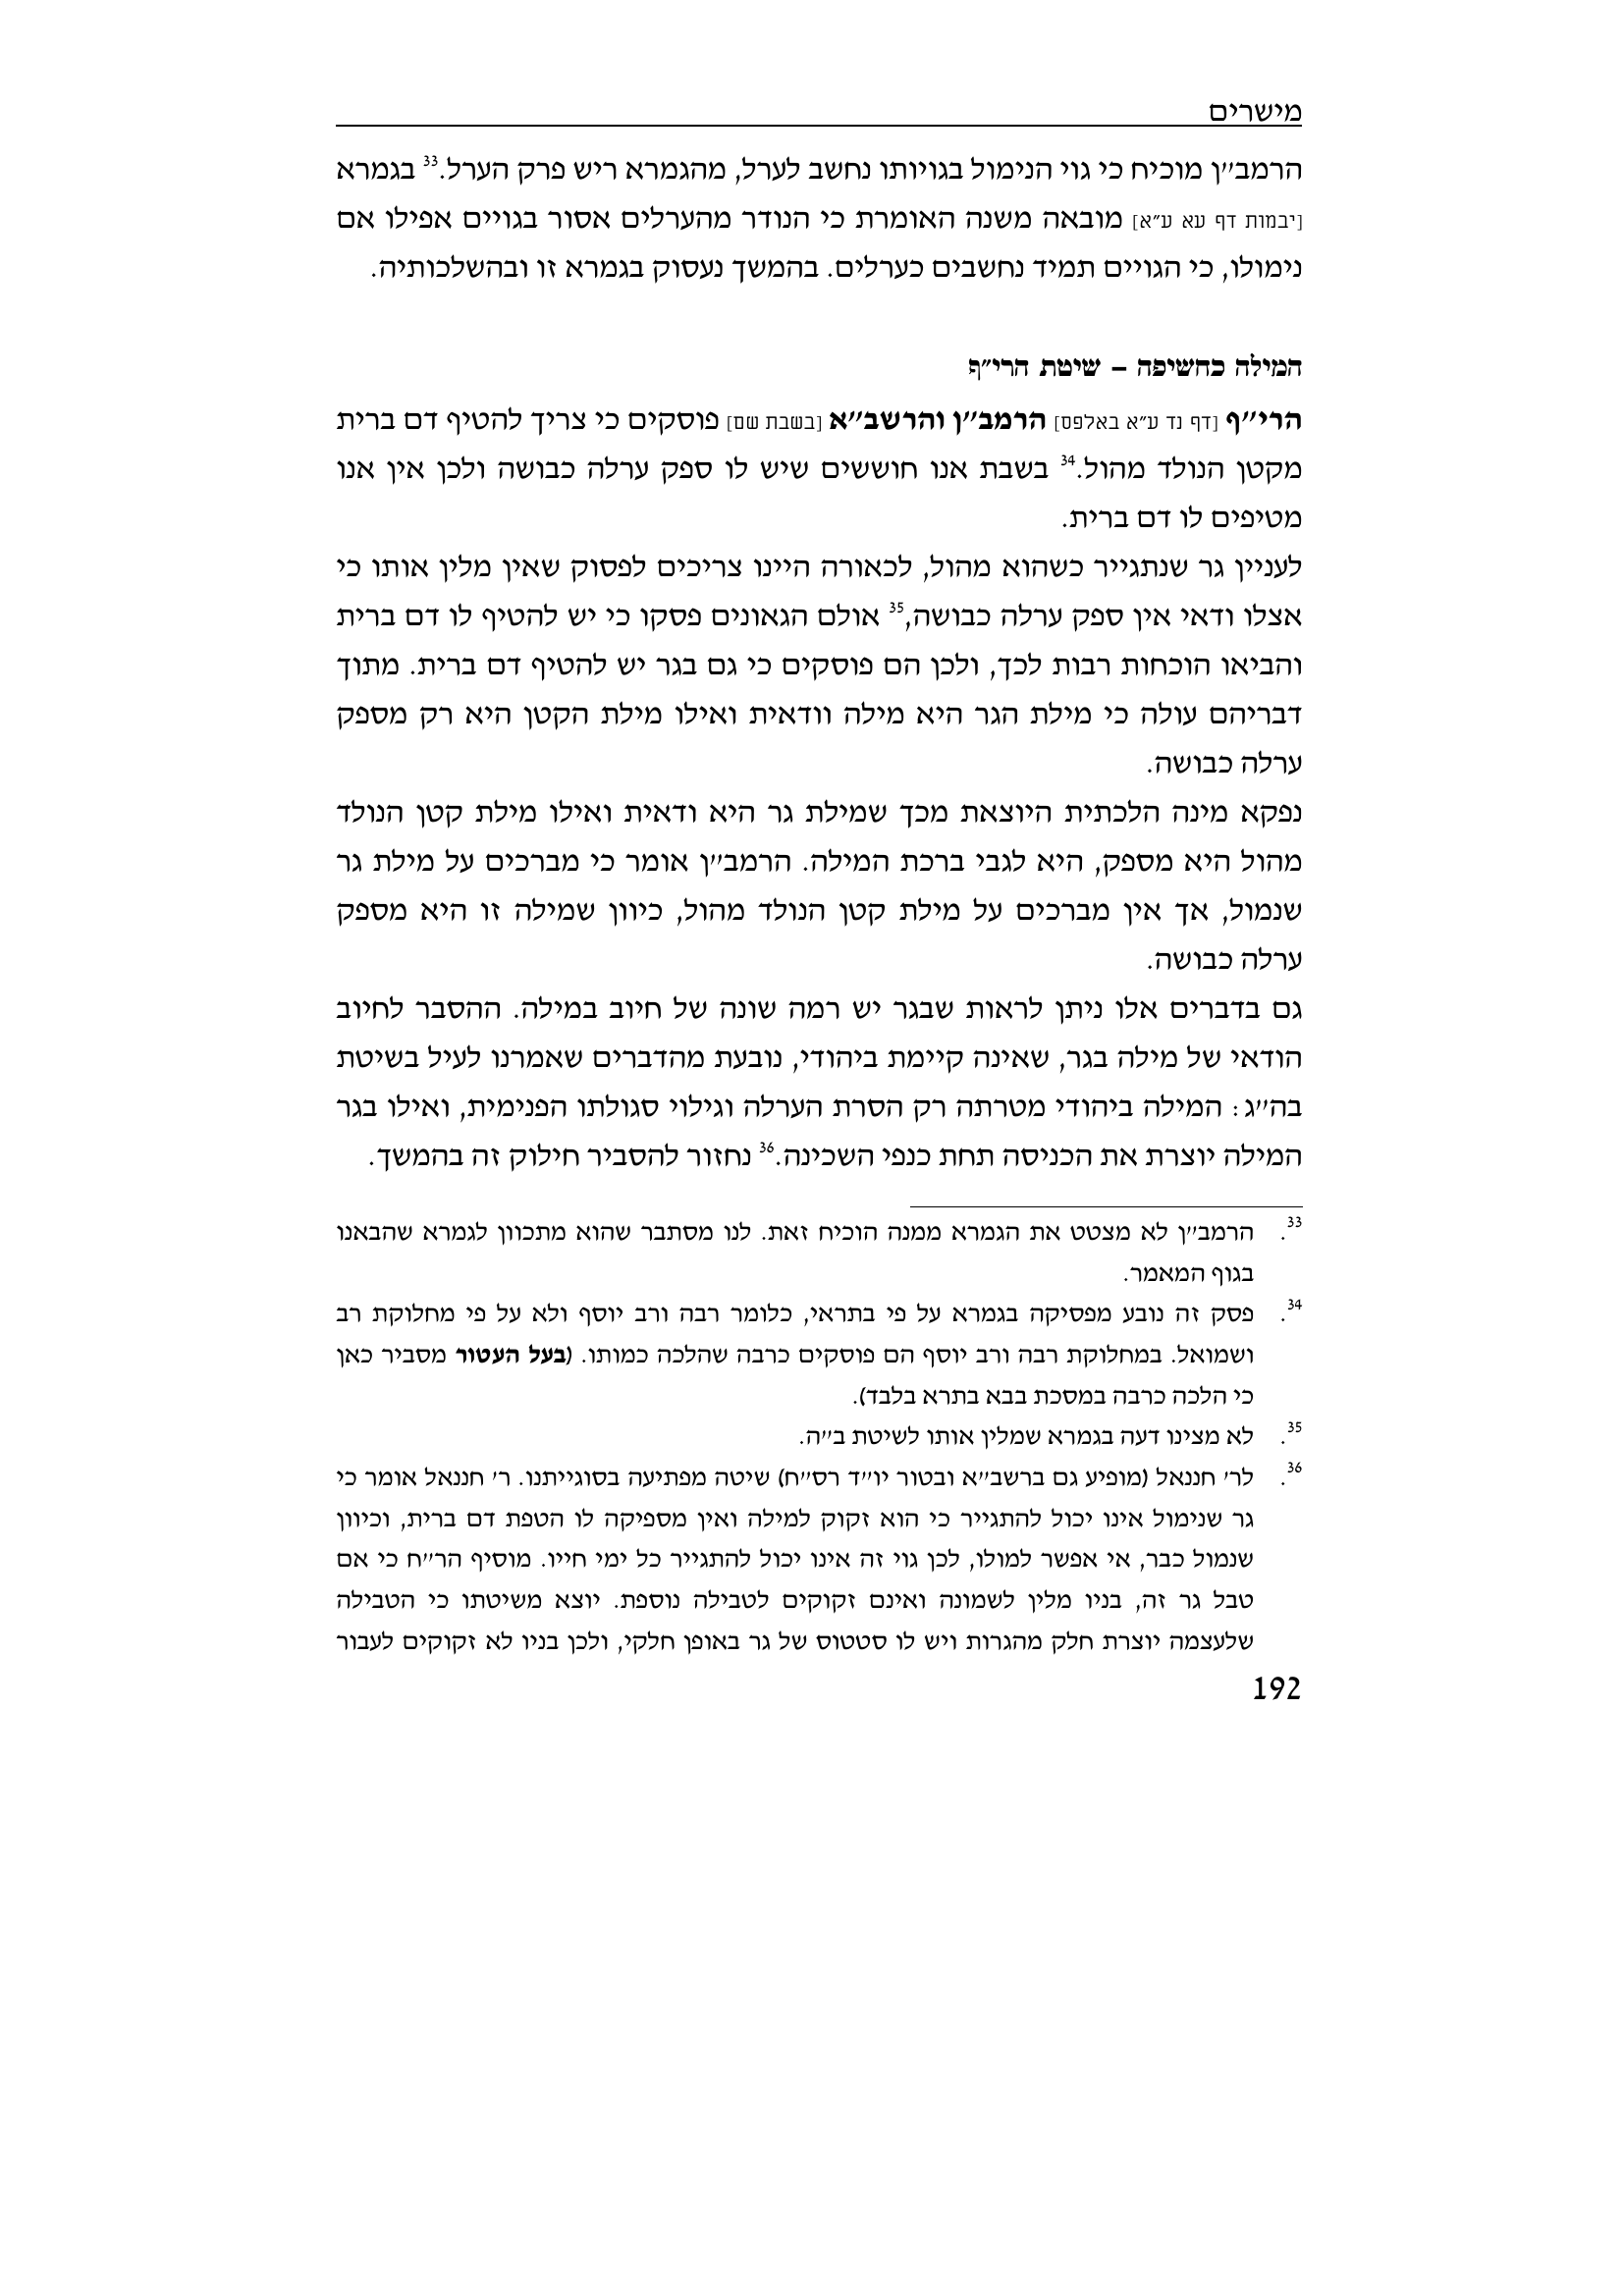 מישרים
הרמב"ן מוכיח כי גוי הנימול בגויותו נחשב לערל, מהגמרא ריש פרק הערל.33 בגמרא
[יבמות דף עא ע"א] מובאה משנה האומרת כי הנודר מהערלים אסור בגויים אפילו אם
נימולו, כי הגויים תמיד נחשבים כערלים. בהמשך נעסוק בגמרא זו ובהשלכותיה.
המילה כחשיפה – שיטת הרי"ף
הרי"ף [דף נד ע"א באלפס] הרמב"ן והרשב"א [בשבת שם] פוסקים כי צריך להטיף דם ברית
מקטן הנולד מהול.34 בשבת אנו חוששים שיש לו ספק ערלה כבושה ולכן אין אנו
מטיפים לו דם ברית.
לעניין גר שנתגייר כשהוא מהול, לכאורה היינו צריכים לפסוק שאין מלין אותו כי
אצלו ודאי אין ספק ערלה כבושה,35 אולם הגאונים פסקו כי יש להטיף לו דם ברית
והביאו הוכחות רבות לכך, ולכן הם פוסקים כי גם בגר יש להטיף דם ברית. מתוך
דבריהם עולה כי מילת הגר היא מילה וודאית ואילו מילת הקטן היא רק מספק
ערלה כבושה.
נפקא מינה הלכתית היוצאת מכך שמילת גר היא ודאית ואילו מילת קטן הנולד
מהול היא מספק, היא לגבי ברכת המילה. הרמב"ן אומר כי מברכים על מילת גר
שנמול, אך אין מברכים על מילת קטן הנולד מהול, כיוון שמילה זו היא מספק
ערלה כבושה.
גם בדברים אלו ניתן לראות שבגר יש רמה שונה של חיוב במילה. ההסבר לחיוב
הודאי של מילה בגר, שאינה קיימת ביהודי, נובעת מהדברים שאמרנו לעיל בשיטת
בה"ג: המילה ביהודי מטרתה רק הסרת הערלה וגילוי סגולתו הפנימית, ואילו בגר
המילה יוצרת את הכניסה תחת כנפי השכינה.36 נחזור להסביר חילוק זה בהמשך.
33. הרמב"ן לא מצטט את הגמרא ממנה הוכיח זאת. לנו מסתבר שהוא מתכוון לגמרא שהבאנו
בגוף המאמר.
34. פסק זה נובע מפסיקה בגמרא על פי בתראי, כלומר רבה ורב יוסף ולא על פי מחלוקת רב
ושמואל. במחלוקת רבה ורב יוסף הם פוסקים כרבה שהלכה כמותו. (בעל העטור מסביר כאן
כי הלכה כרבה במסכת בבא בתרא בלבד).
35. לא מצינו דעה בגמרא שמלין אותו לשיטת ב"ה.
36. לר' חננאל (מופיע גם ברשב"א ובטור יו"ד רס"ח) שיטה מפתיעה בסוגייתנו. ר' חננאל אומר כי
גר שנימול אינו יכול להתגייר כי הוא זקוק למילה ואין מספיקה לו הטפת דם ברית, וכיוון
שנמול כבר, אי אפשר למולו, לכן גוי זה אינו יכול להתגייר כל ימי חייו. מוסיף הר"ח כי אם
טבל גר זה, בניו מלין לשמונה ואינם זקוקים לטבילה נוספת. יוצא משיטתו כי הטבילה
שלעצמה יוצרת חלק מהגרות ויש לו סטטוס של גר באופן חלקי, ולכן בניו לא זקוקים לעבור
192